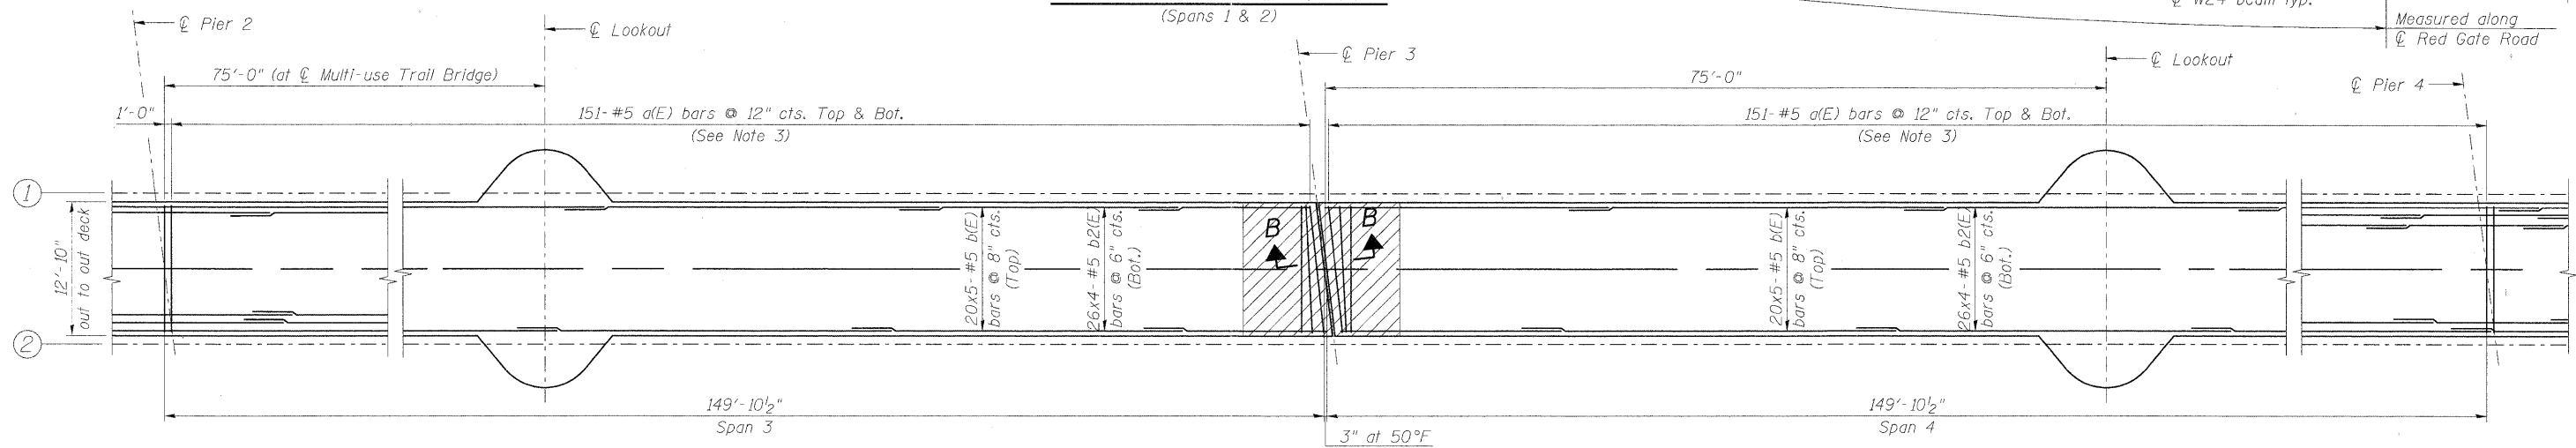 (Spans 1 & 2)
℄ W24 Beam Typ.
Measured along
℄ Red Gate Road
℄ Pier 2
℄ Lookout
℄ Pier 3
℄ Lookout
℄ Pier 4
75'-0" (at ℄ Multi-use Trail Bridge)
75'-0"
1'-0"
151-#5 a(E) bars @ 12" cts. Top & Bot.
(See Note 3)
151-#5 a(E) bars @ 12" cts. Top & Bot.
(See Note 3)
1
2
12'-10"
out to out deck
20x5-#5 b(E)
bars @ 8" cts.
(Top)
26x4-#5 b2(E)
bars @ 6" cts.
(Bot.)
B
B
20x5-#5 b(E)
bars @ 8" cts.
(Top)
26x4-#5 b2(E)
bars @ 6" cts.
(Bot.)
149'-10½"
Span 3
149'-10½"
Span 4
3" at 50°F